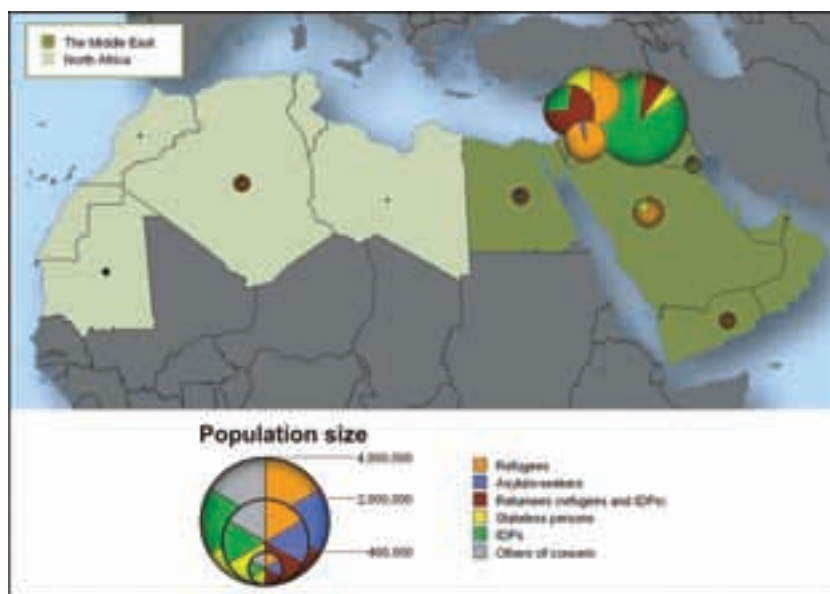 The Middle East
North Africa
Population size
4,000,000
2,000,000
400,000
Refugees
Asylum-seekers
Returnees (refugees and IDPs)
Stateless persons
IDPs
Others of concern